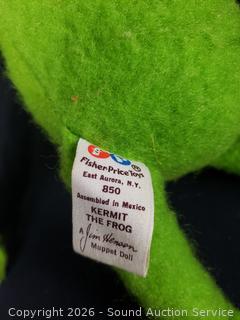 Fisher-Price Toys
East Aurora, N.Y.
850
Assembled in Mexico
KERMIT
THE FROG
A
Jim Henson
Muppet Doll
Copyright ©2026 - Sound Auction Service